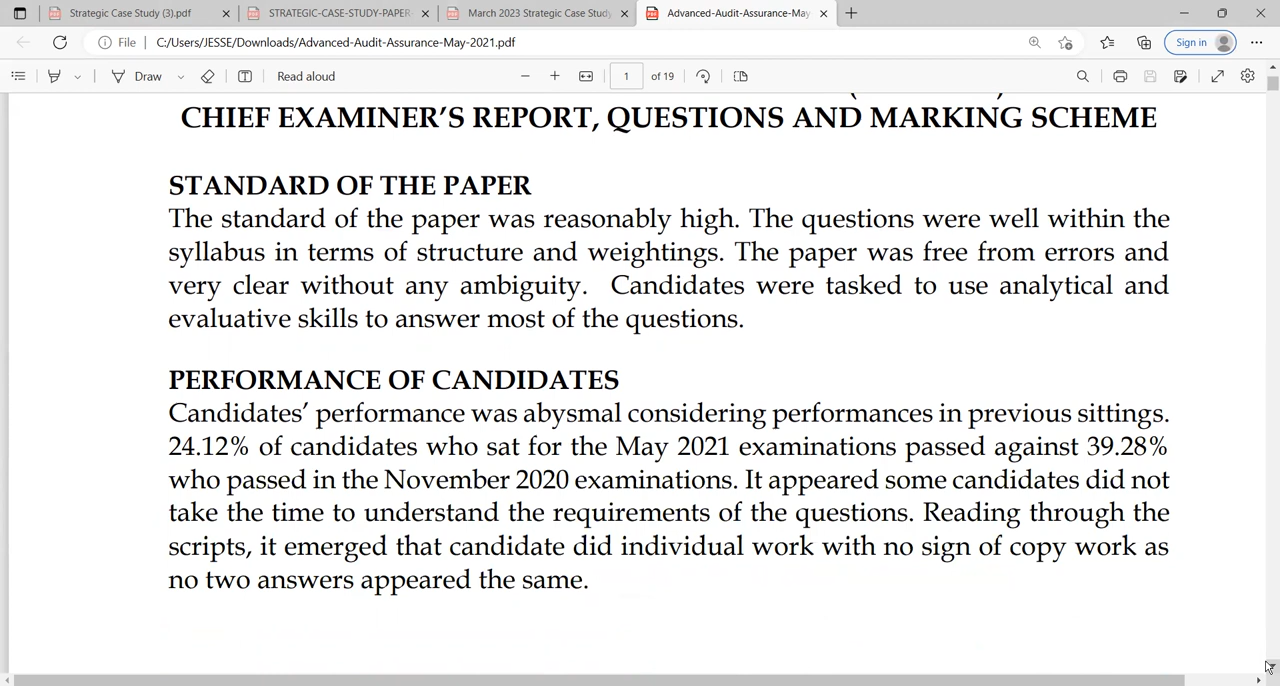 Strategic Case Study (3).pdf
STRATEGIC-CASE-STUDY-PAPER
March 2023 Strategic Case Study
Advanced-Audit-Assurance-May
File
C:/Users/JESSE/Downloads/Advanced-Audit-Assurance-May-2021.pdf
Sign in
Draw
Read aloud
1 of 19
CHIEF EXAMINER’S REPORT, QUESTIONS AND MARKING SCHEME
STANDARD OF THE PAPER
The standard of the paper was reasonably high. The questions were well within the
syllabus in terms of structure and weightings. The paper was free from errors and
very clear without any ambiguity. Candidates were tasked to use analytical and
evaluative skills to answer most of the questions.
PERFORMANCE OF CANDIDATES
Candidates’ performance was abysmal considering performances in previous sittings.
24.12% of candidates who sat for the May 2021 examinations passed against 39.28%
who passed in the November 2020 examinations. It appeared some candidates did not
take the time to understand the requirements of the questions. Reading through the
scripts, it emerged that candidate did individual work with no sign of copy work as
no two answers appeared the same.